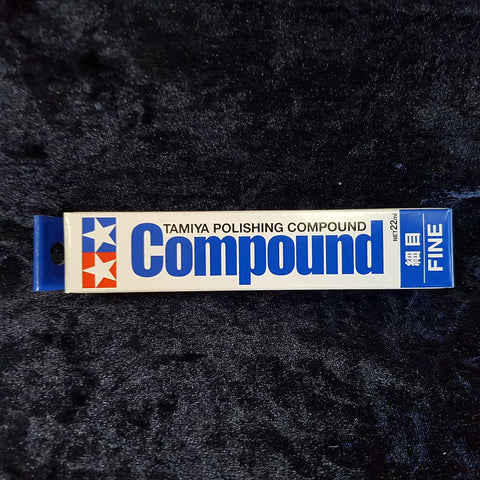 TAMIYA POLISHING COMPOUND
Compound
NET 22ml
細目
FINE